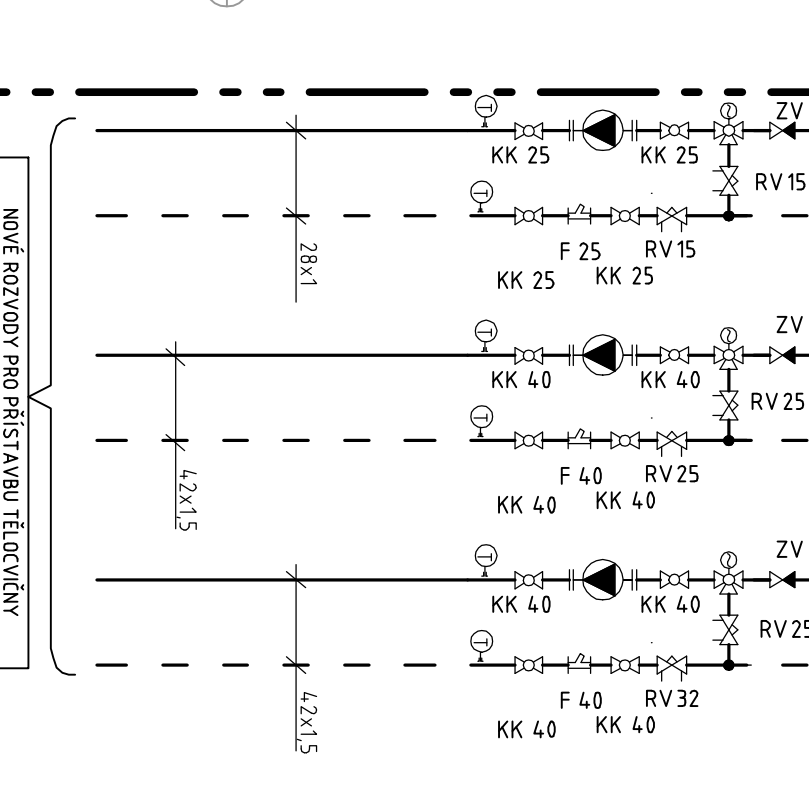 NOVÉ ROZVODY PRO PŘÍSTAVBU TĚLOCVIČNY
T
ZV
KK 25
KK 25
RV 15
T
F 25
RV 15
KK 25
KK 25
28x1
T
ZV
KK 40
KK 40
RV 25
T
F 40
RV 25
KK 40
KK 40
42x1,5
T
ZV
KK 40
KK 40
RV 25
T
F 40
RV 32
KK 40
KK 40
42x1,5